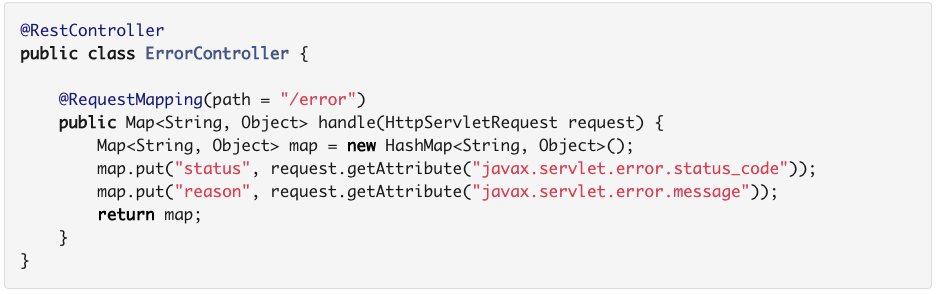 @RestController
public class ErrorController {
@RequestMapping(path = "/error")
public Map<String, Object> handle(HttpServletRequest request) {
Map<String, Object> map = new HashMap<String, Object>();
map.put("status", request.getAttribute("javax.servlet.error.status_code"));
map.put("reason", request.getAttribute("javax.servlet.error.message"));
return map;
}
}